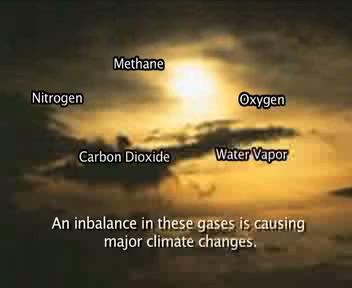 Methane
Nitrogen
Oxygen
Carbon Dioxide
Water Vapor
An inbalance in these gases is causing
major climate changes.